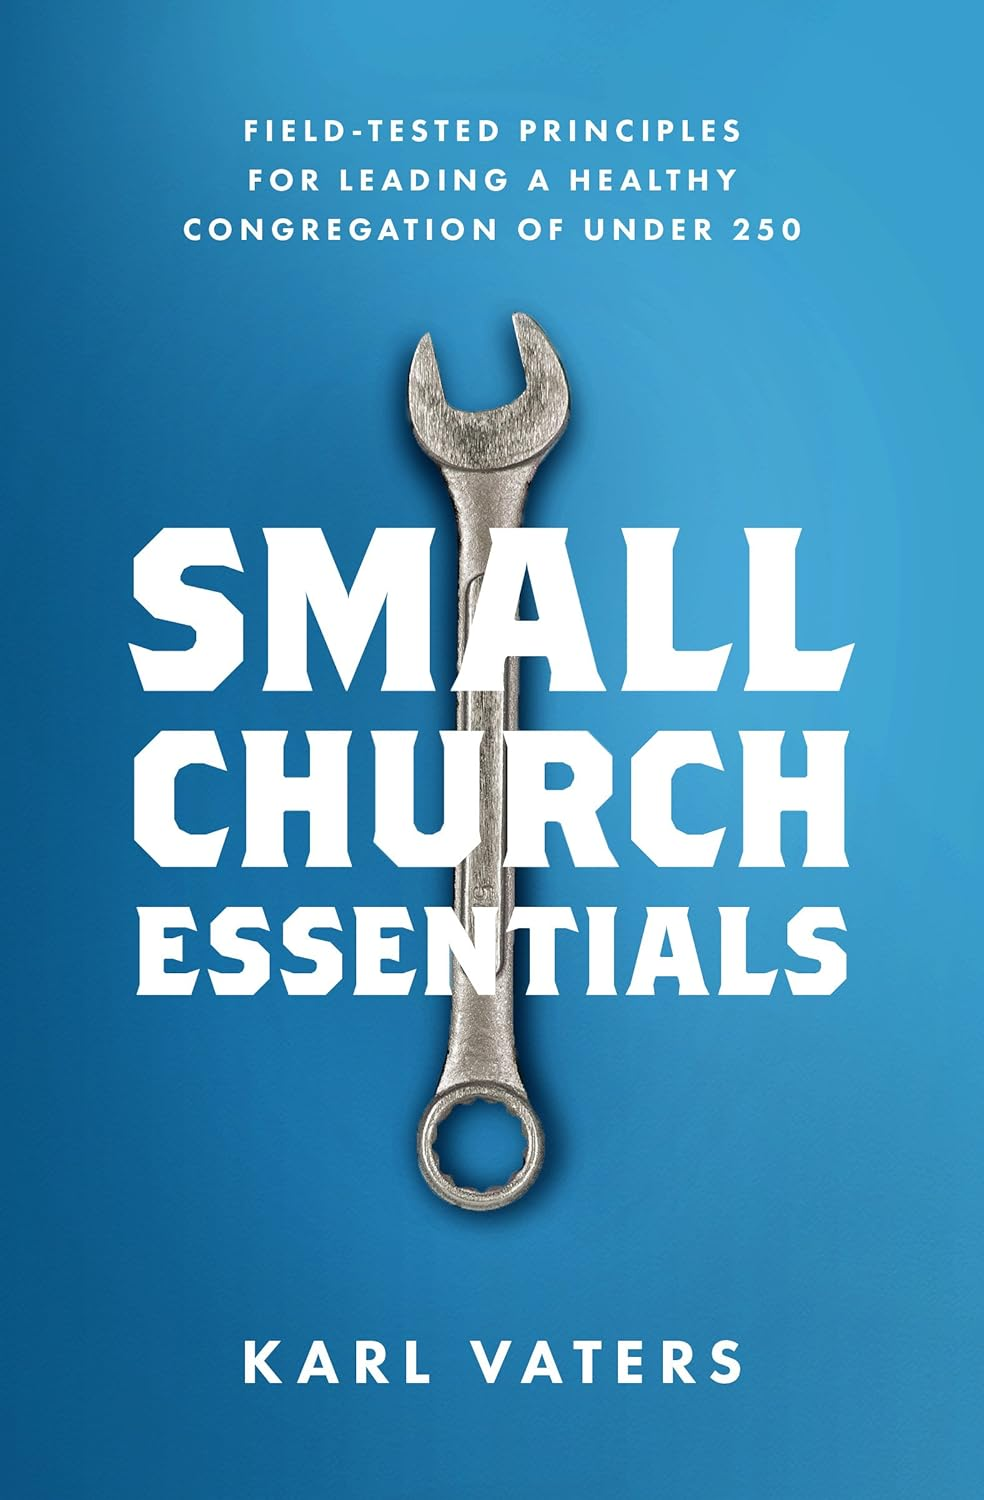 FIELD-TESTED PRINCIPLES
FOR LEADING A HEALTHY
CONGREGATION OF UNDER 250
SMALL
CHURCH
ESSENTIALS
KARL VATERS